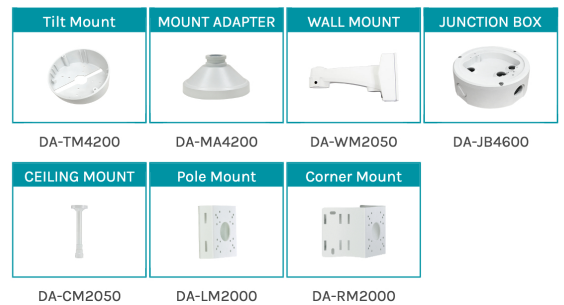 Tilt Mount
MOUNT ADAPTER
WALL MOUNT
JUNCTION BOX
DA-TM4200
DA-MA4200
DA-WM2050
DA-JB4600
CEILING MOUNT
Pole Mount
Corner Mount
DA-CM2050
DA-LM2000
DA-RM2000